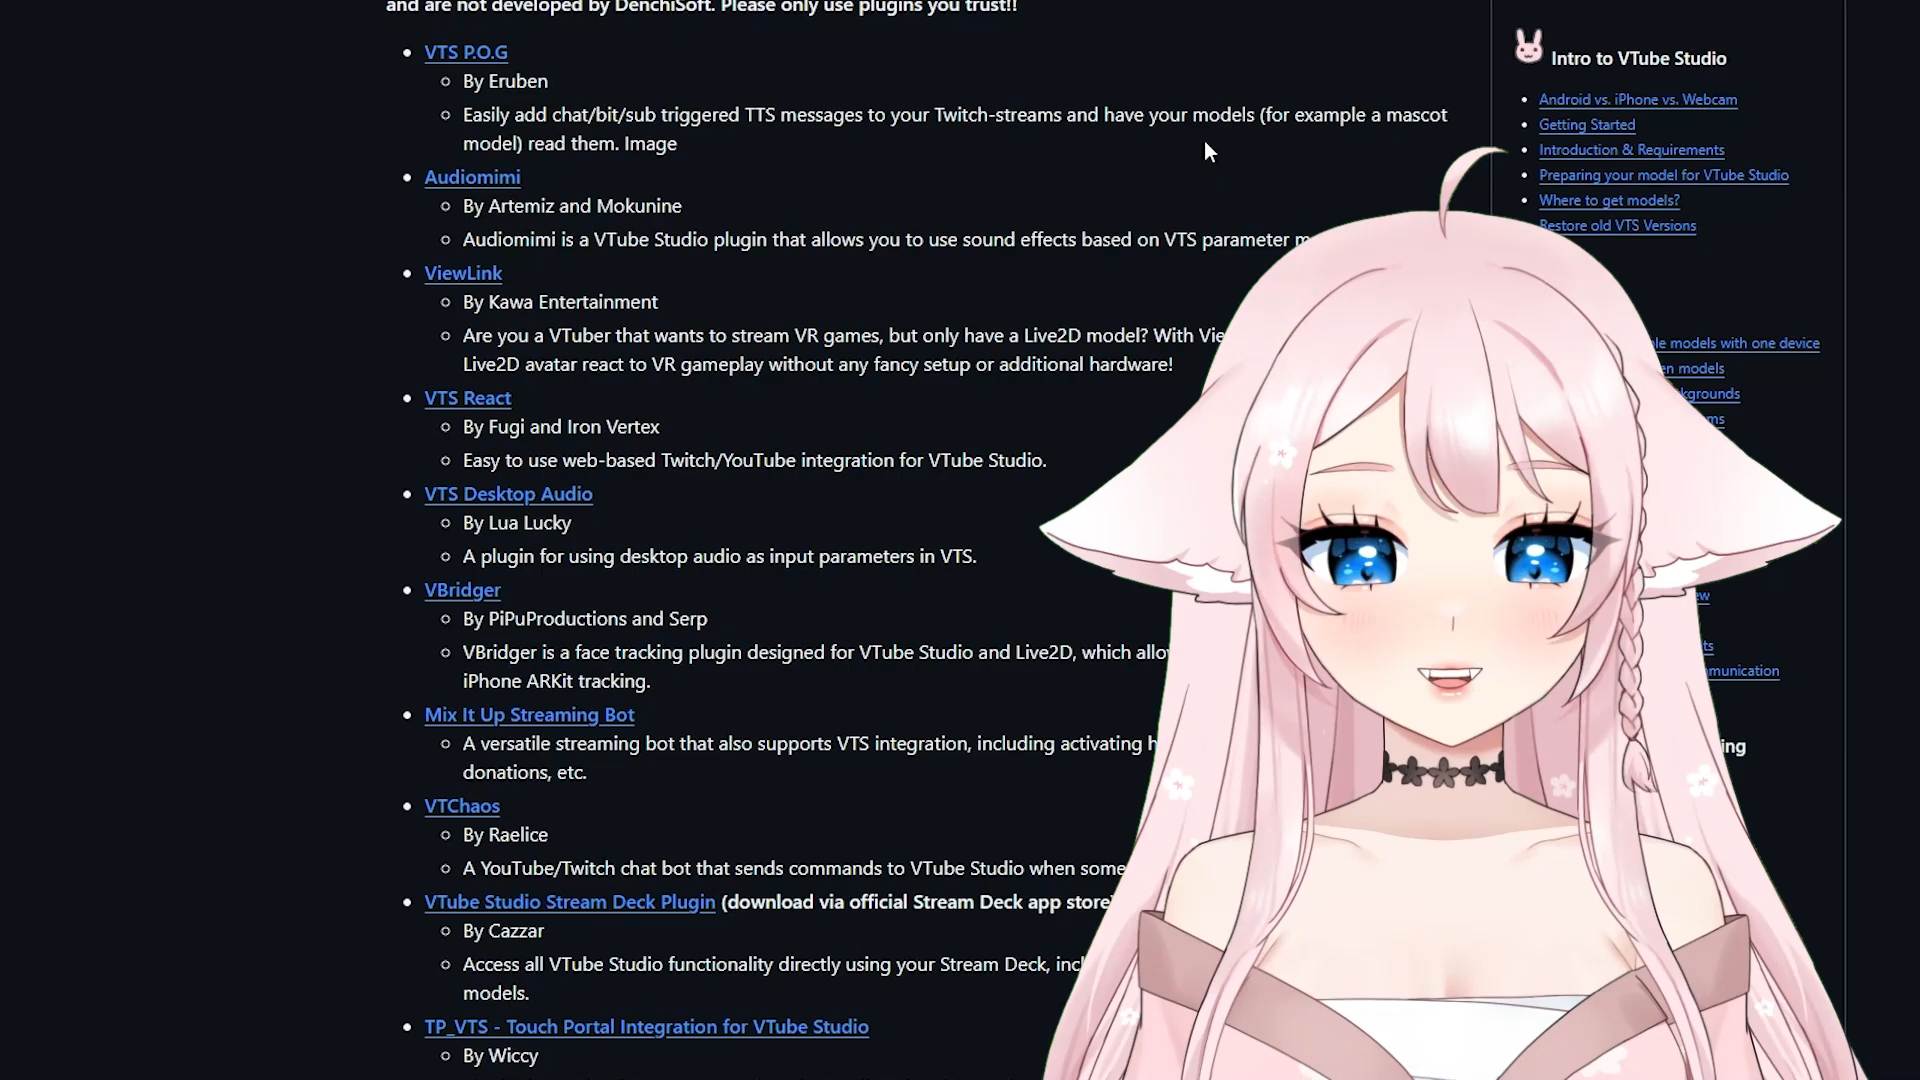 and are not developed by DenchiSoft. Please only use plugins you trust!!
VTS P.O.G
By Eruben
Easily add chat/bit/sub triggered TTS messages to your Twitch-streams and have your models (for example a mascot
model) read them. Image
Audiomimi
By Artemiz and Mokunine
Audiomimi is a VTube Studio plugin that allows you to use sound effects based on VTS parameter
ViewLink
By Kawa Entertainment
Are you a VTuber that wants to stream VR games, but only have a Live2D model? With
Live2D avatar react to VR gameplay without any fancy setup or additional hardware!
VTS React
By Fugi and Iron Vertex
Easy to use web-based Twitch/YouTube integration for VTube Studio.
VTS Desktop Audio
By Lua Lucky
A plugin for using desktop audio as input parameters in VTS.
VBridger
By PiPuProductions and Serp
VBridger is a face tracking plugin designed for VTube Studio and Live2D, which
iPhone ARKit tracking.
Mix It Up Streaming Bot
A versatile streaming bot that also supports VTS integration, including activating
donations, etc.
VTChaos
By Raelice
A YouTube/Twitch chat bot that sends commands to VTube Studio when some
VTube Studio Stream Deck Plugin (download via official Stream Deck app store)
By Cazzar
Access all VTube Studio functionality directly using your Stream Deck,
models.
TP_VTS - Touch Portal Integration for VTube Studio
By Wiccy
Intro to VTube Studio
Android vs. iPhone vs. Webcam
Getting Started
Introduction & Requirements
Preparing your model for VTube Studio
Where to get models?
Restore old VTS Versions
models with one device
models